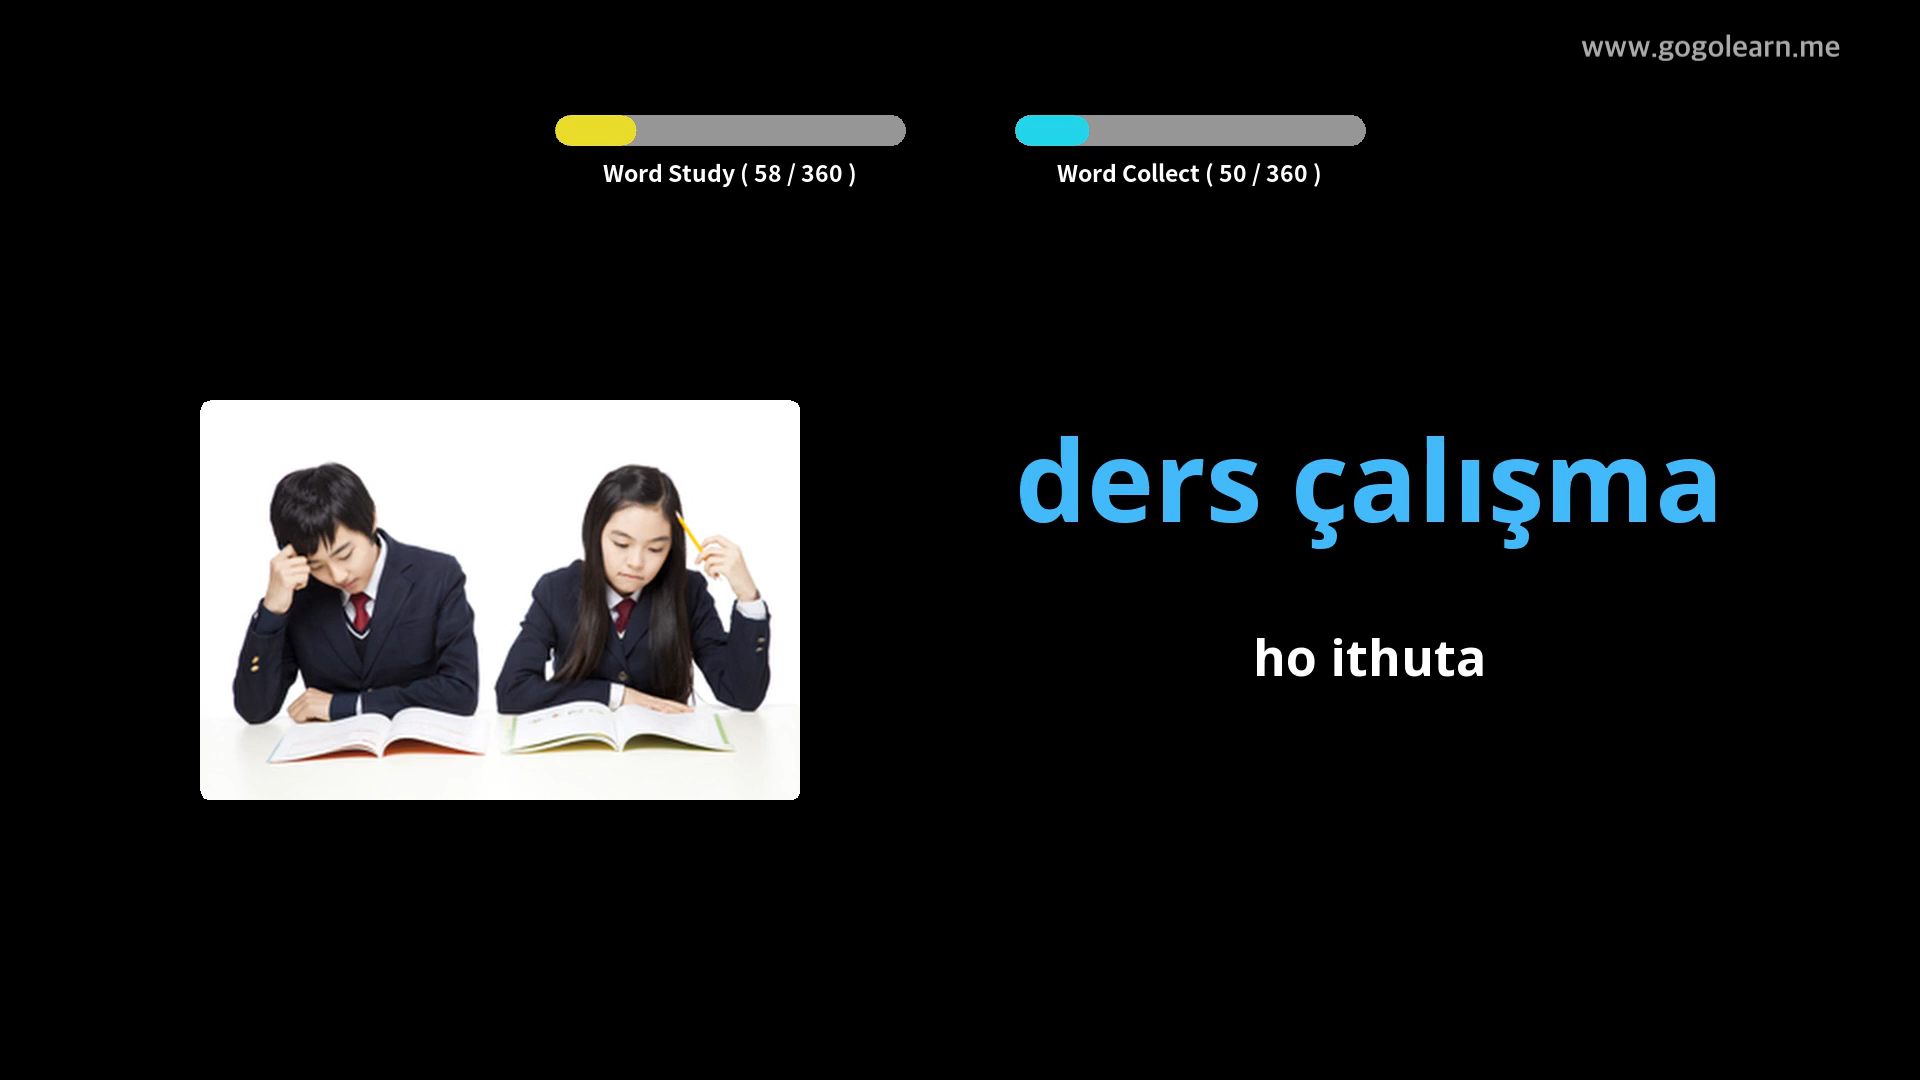 www.gogolearn.me
Word Study ( 58 / 360 )
Word Collect ( 50 / 360 )
ders çalışma
ho ithuta